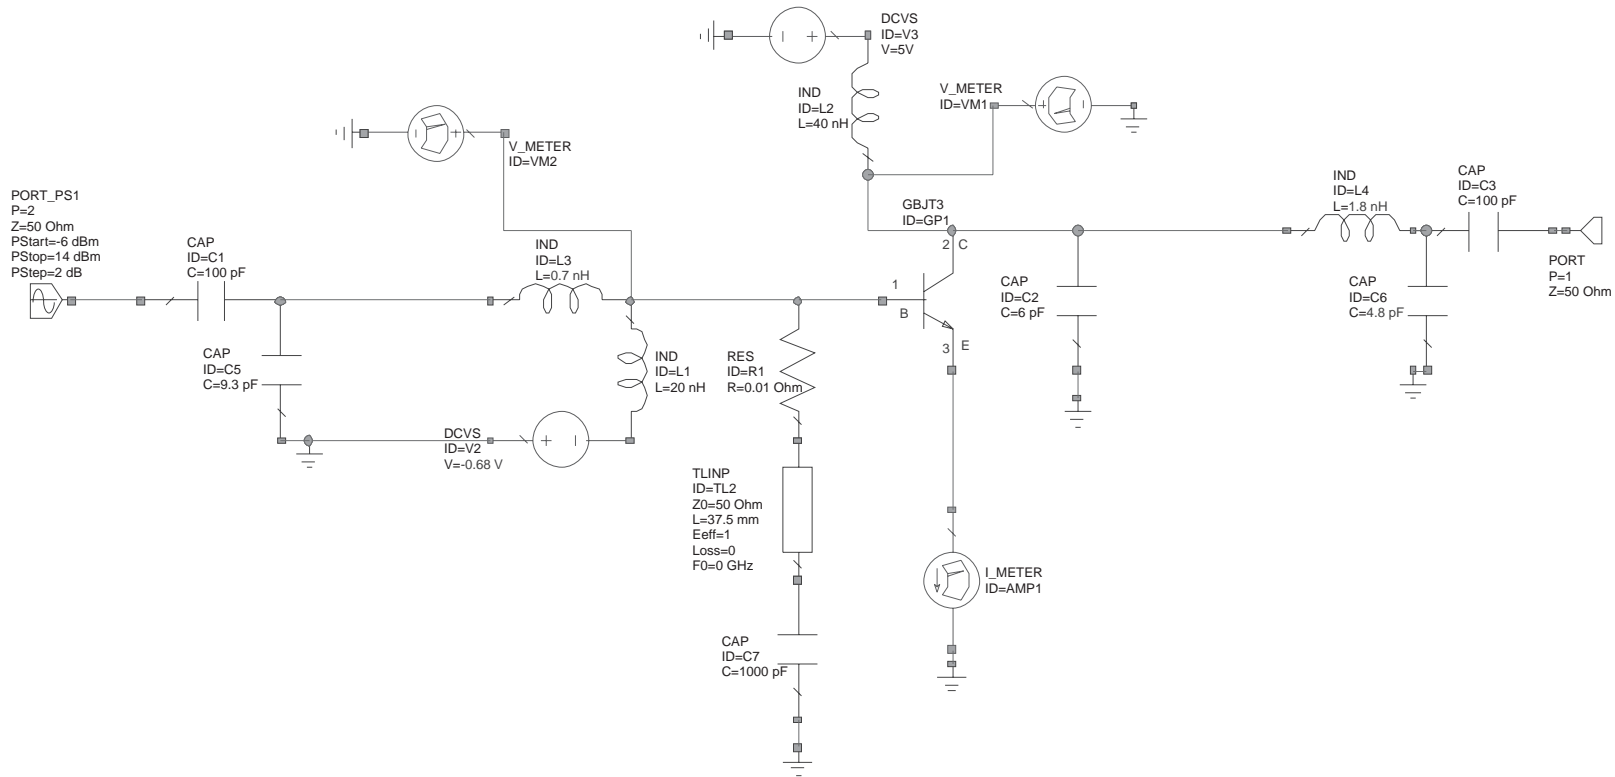 DCVS
ID=V3
V=5V
IND
ID=L2
L=40 nH
V_METER
ID=VM1
V_METER
ID=VM2
PORT_PS1
P=2
Z=50 Ohm
PStart=-6 dBm
PStop=14 dBm
PStep=2 dB
CAP
ID=C1
C=100 pF
IND
ID=L3
L=0.7 nH
GBJT3
ID=GP1
2
C
1
B
3
E
IND
ID=L4
L=1.8 nH
CAP
ID=C3
C=100 pF
PORT
P=1
Z=50 Ohm
CAP
ID=C2
C=6 pF
CAP
ID=C6
C=4.8 pF
CAP
ID=C5
C=9.3 pF
IND
ID=L1
L=20 nH
RES
ID=R1
R=0.01 Ohm
DCVS
ID=V2
V=-0.68 V
TLINP
ID=TL2
Z0=50 Ohm
L=37.5 mm
Eeff=1
Loss=0
F0=0 GHz
I_METER
ID=AMP1
CAP
ID=C7
C=1000 pF